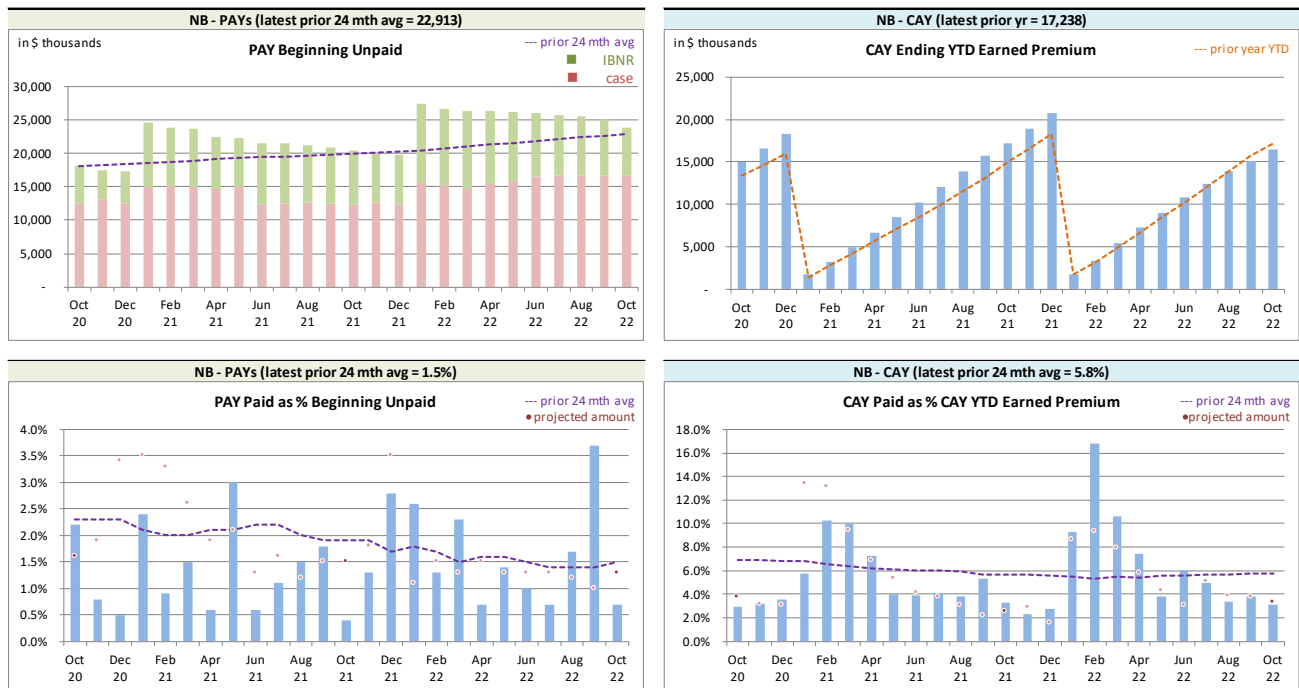 NB - PAYs (latest prior 24 mth avg = 22,913)
in $ thousands
PAY Beginning Unpaid
--- prior 24 mth avg
IBNR
case
30,000
25,000
20,000
15,000
10,000
5,000
-
Oct 20 Dec 20 Feb 21 Apr 21 Jun 21 Aug 21 Oct 21 Dec 21 Feb 22 Apr 22 Jun 22 Aug 22 Oct 22
NB - CAY (latest prior yr = 17,238)
in $ thousands
CAY Ending YTD Earned Premium
--- prior year YTD
25,000
20,000
15,000
10,000
5,000
-
Oct 20 Dec 20 Feb 21 Apr 21 Jun 21 Aug 21 Oct 21 Dec 21 Feb 22 Apr 22 Jun 22 Aug 22 Oct 22
NB - PAYs (latest prior 24 mth avg = 1.5%)
PAY Paid as % Beginning Unpaid
--- prior 24 mth avg
•projected amount
4.0%
3.5%
3.0%
2.5%
2.0%
1.5%
1.0%
0.5%
0.0%
Oct 20 Dec 20 Feb 21 Apr 21 Jun 21 Aug 21 Oct 21 Dec 21 Feb 22 Apr 22 Jun 22 Aug 22 Oct 22
NB - CAY (latest prior 24 mth avg = 5.8%)
CAY Paid as % CAY YTD Earned Premium
--- prior 24 mth avg
•projected amount
18.0%
16.0%
14.0%
12.0%
10.0%
8.0%
6.0%
4.0%
2.0%
0.0%
Oct 20 Dec 20 Feb 21 Apr 21 Jun 21 Aug 21 Oct 21 Dec 21 Feb 22 Apr 22 Jun 22 Aug 22 Oct 22